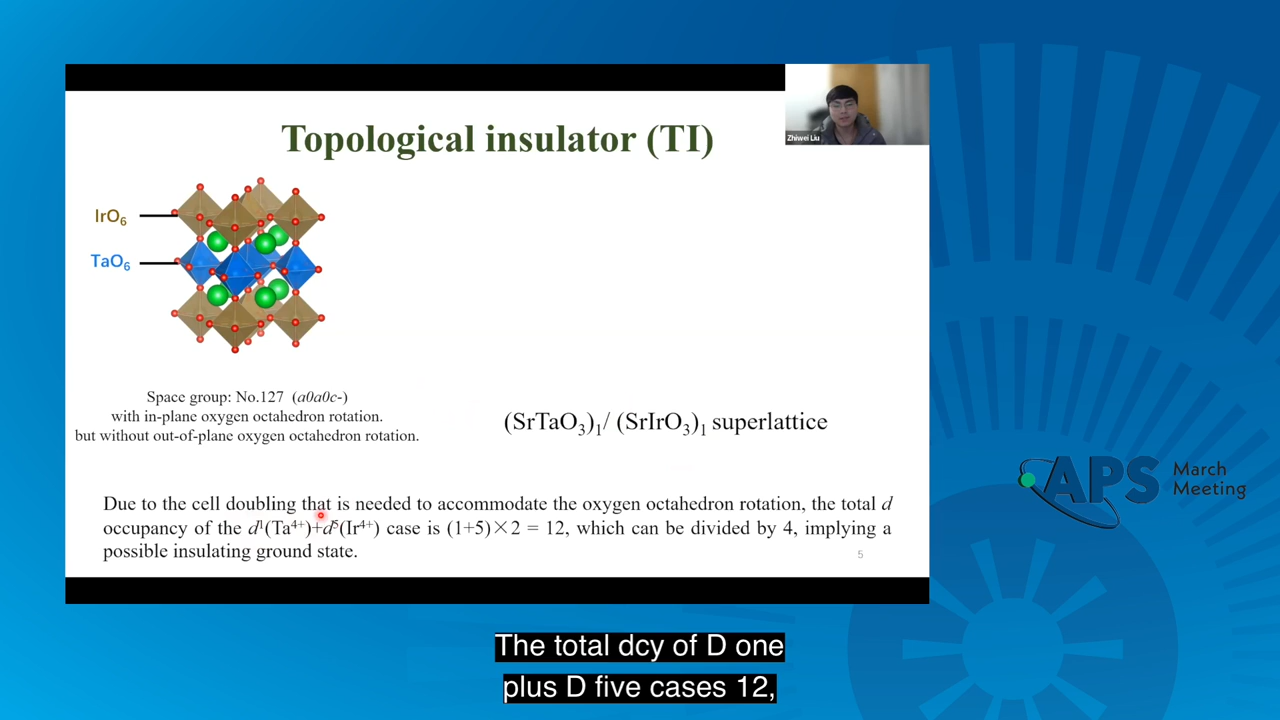 Topological insulator (TI)
Zhiwei Liu
IrO₆
TaO₆
Space group: No.127 (a0a0c-)
with in-plane oxygen octahedron rotation.
but without out-of-plane oxygen octahedron rotation.
(SrTaO₃)₁/ (SrIrO₃)₁ superlattice
Due to the cell doubling that is needed to accommodate the oxygen octahedron rotation, the total d
occupancy of the d¹(Ta⁴⁺)+d⁵(Ir⁴⁺) case is (1+5)×2 = 12, which can be divided by 4, implying a
possible insulating ground state.
5
APS March
Meeting
The total dcy of D one
plus D five cases 12,